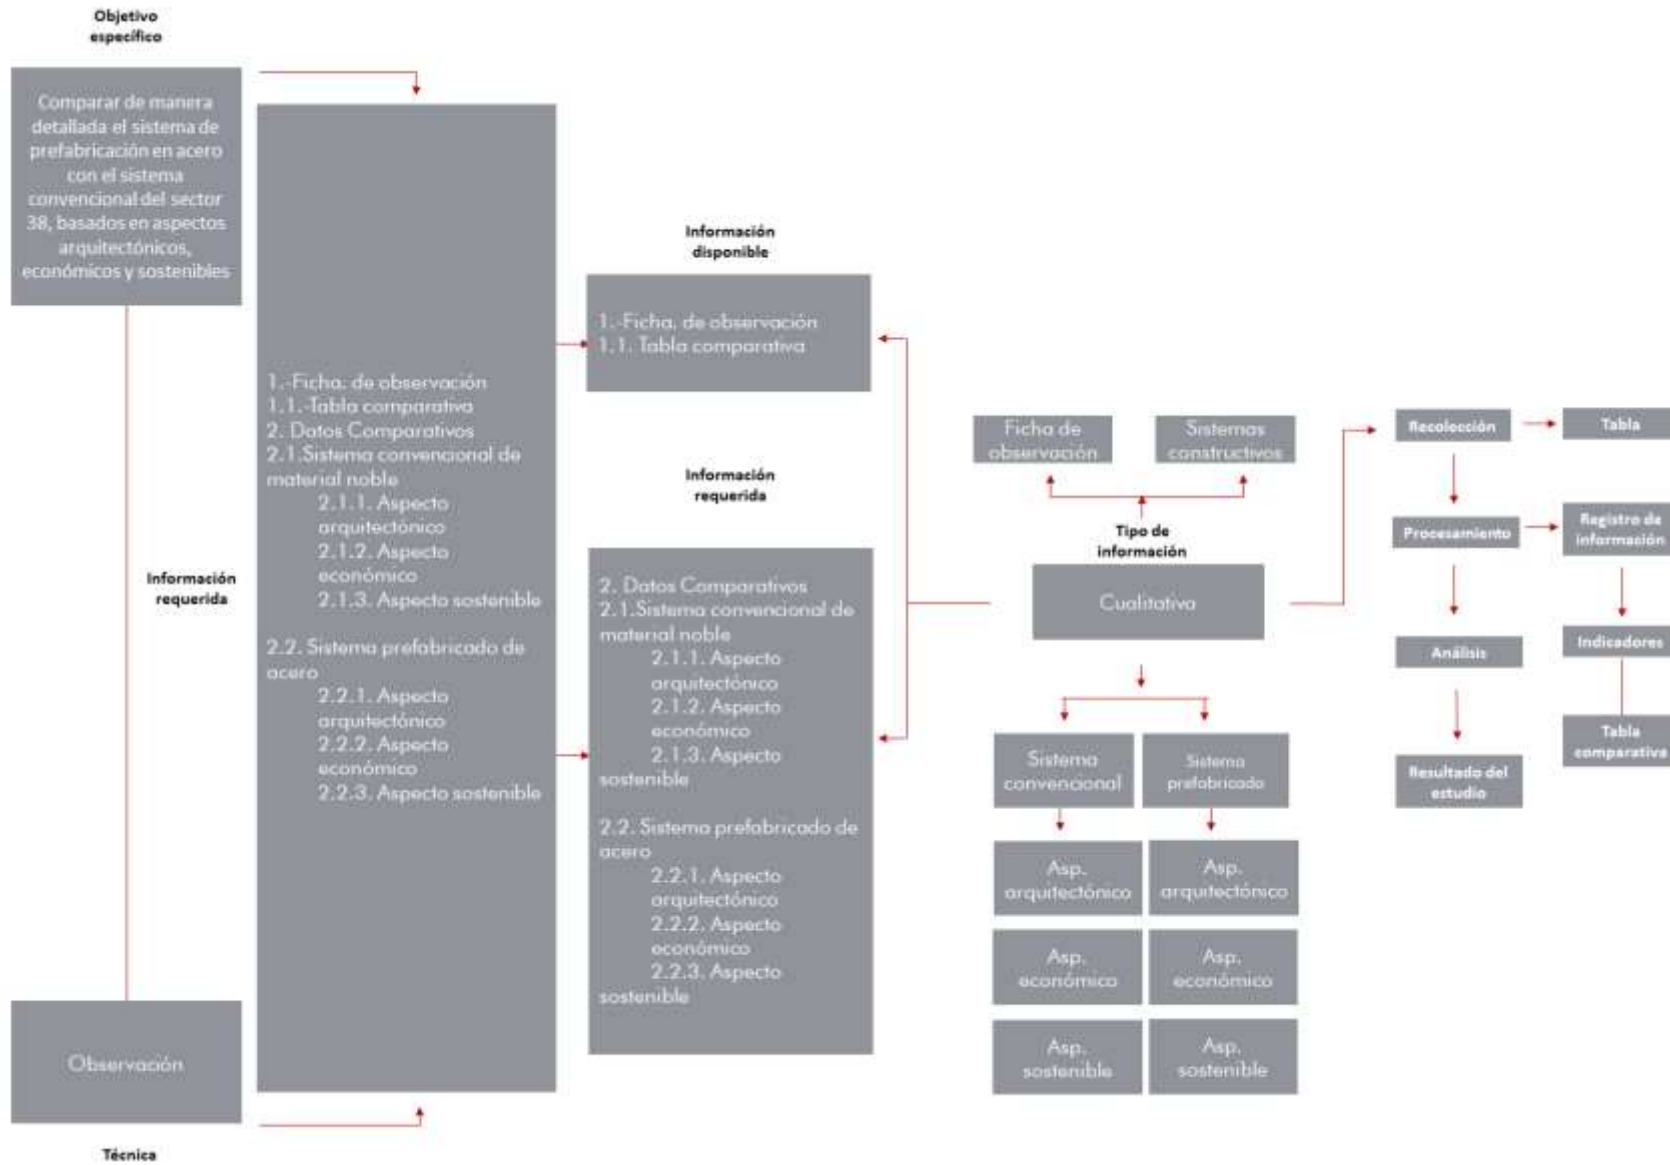 Objetivo
específico
Comparar de manera
detallada el sistema de
prefabricación en acero
con el sistema
convencional del sector
38, basados en aspectos
arquitectónicos,
económicos y sostenibles
Información
requerida
Observación
Técnica
1.-Ficha. de observación
1.1.-Tabla comparativa
2. Datos Comparativos
2.1.Sistema convencional de
material noble
2.1.1. Aspecto
arquitectónico
2.1.2. Aspecto
económico
2.1.3. Aspecto sostenible
2.2. Sistema prefabricado de
acero
2.2.1. Aspecto
arquitectónico
2.2.2. Aspecto
económico
2.2.3. Aspecto sostenible
Información
disponible
1.-Ficha. de observación
1.1. Tabla comparativa
Información
requerida
2. Datos Comparativos
2.1.Sistema convencional de
material noble
2.1.1. Aspecto
arquitectónico
2.1.2. Aspecto
económico
2.1.3. Aspecto
sostenible
2.2. Sistema prefabricado de
acero
2.2.1. Aspecto
arquitectónico
2.2.2. Aspecto
económico
2.2.3. Aspecto
sostenible
Ficha de
observación
Sistemas
constructivos
Tipo de
información
Cualitativa
Sistema
convencional
Sistema
prefabricado
Asp.
arquitectónico
Asp.
arquitectónico
Asp.
económico
Asp.
económico
Asp.
sostenible
Asp.
sostenible
Recolección
Tabla
Procesamiento
Registro de
información
Análisis
Indicadores
Resultado del
estudio
Tabla
comparativa